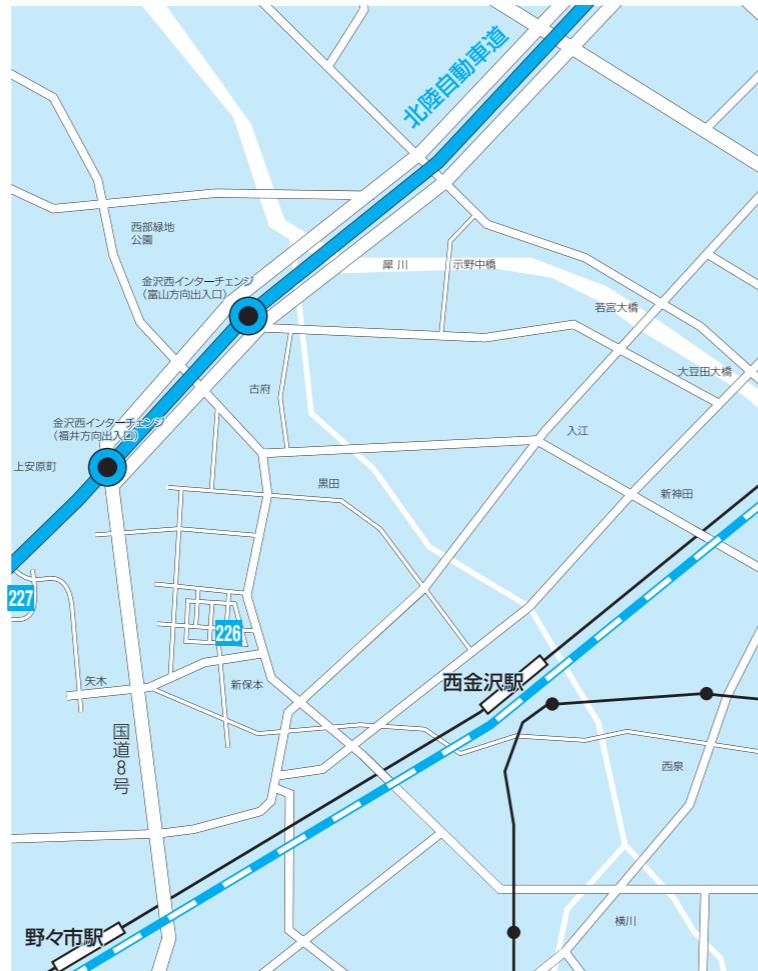 北陸自動車道
西部緑地
公園
金沢西インターチェンジ
（富山方向出入口）
犀川
示野中橋
若宮大橋
大豆田大橋
古府
金沢西インターチェンジ
（福井方向出入口）
上安原町
入江
黒田
新神田
227
226
矢木
新保本
西金沢駅
国道8号
西泉
横川
野々市駅